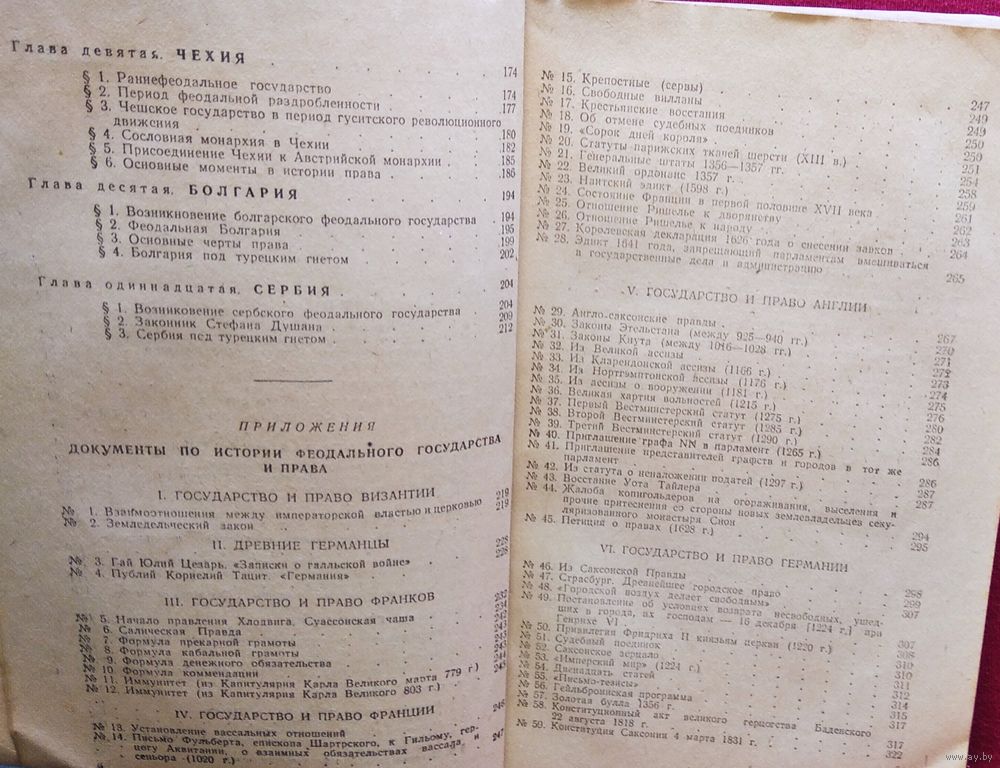 Глава девятая. ЧЕХИЯ . . . . . . . 174
§ 1. Раннефеодальное государство . . . . 174
§ 2. Период феодальной раздробленности . . . 177
§ 3. Чешское государство в период гуситского революционного
движения . . . . . . . 180
§ 4. Сословная монархия в Чехии . . . . 182
§ 5. Присоединение Чехии к Австрийской монархии . . 185
§ 6. Основные моменты в истории права . . . 186
Глава десятая. БОЛГАРИЯ . . . . . . 194
§ 1. Возникновение болгарского феодального государства . 194
§ 2. Феодальная Болгария . . . . . 195
§ 3. Основные черты права . . . . . 199
§ 4. Болгария под турецким гнетом . . . . 202
Глава одиннадцатая. СЕРБИЯ . . . . . 204
§ 1. Возникновение сербского феодального государства . 204
§ 2. Законник Стефана Душана . . . . 209
§ 3. Сербия под турецким гнетом . . . . 212
ПРИЛОЖЕНИЯ
ДОКУМЕНТЫ ПО ИСТОРИИ ФЕОДАЛЬНОГО ГОСУДАРСТВА
И ПРАВА
I. ГОСУДАРСТВО И ПРАВО ВИЗАНТИИ
№ 1. Взаимоотношения между императорской властью и церковью 219
№ 2. Земледельческий закон . . . . . 219
II. ДРЕВНИЕ ГЕРМАНЦЫ
№ 3. Гай Юлий Цезарь. «Записки о галльской войне» . . 228
№ 4. Публий Корнелий Тацит. «Германия» . . . 228
III. ГОСУДАРСТВО И ПРАВО ФРАНКОВ
№ 5. Начало правления Хлодвига. Суассонская чаша . . 232
№ 6. Салическая Правда . . . . . 234
№ 7. Формула прекарной грамоты . . . . 243
№ 8. Формула кабальной грамоты . . . . 243
№ 9. Формула денежного обязательства . . . 243
№ 10. Формула коммендации . . . . . 243
№ 11. Иммунитет (из Капитулярия Карла Великого марта 779 г.)
№ 12. Иммунитет (из Капитулярия Карла Великого 803 г.)
IV. ГОСУДАРСТВО И ПРАВО ФРАНЦИИ
№ 13. Установление вассальных отношений . . . 246
№ 14. Письмо Фульберта, епископа Шартрского, к Гильому, гер-
цогу Аквитании, о взаимных обязательствах вассала и
сеньора (1020 г.) . . . . . . 247
№ 15. Крепостные (сервы) . . . . . 247
№ 16. Свободные вилланы . . . . . 249
№ 17. Крестьянские восстания . . . . 249
№ 18. Об отмене судебных поединков . . . 250
№ 19. «Сорок дней короля» . . . . . 250
№ 20. Статуты парижских ткачей шерсти (XIII в.) . . 251
№ 21. Генеральные штаты 1356—1357 гг. . . . 254
№ 22. Великий ордонанс 1357 г. . . . . 258
№ 23. Нантский эдикт (1598 г.) . . . . 259
№ 24. Состояние Франции в первой половине XVII века . 261
№ 25. Отношение Ришелье к дворянству . . . 262
№ 26. Отношение Ришелье к народу . . . . 263
№ 27. Королевская декларация 1626 года о снесении замков . 264
№ 28. Эдикт 1641 года, запрещающий парламентам вмешиваться
в государственные дела и администрацию . . . 265
V. ГОСУДАРСТВО И ПРАВО АНГЛИИ
№ 29. Англо-саксонские правды . . . . 267
№ 30. Законы Этельстана (между 925—940 гг.) . . 270
№ 31. Законы Кнута (между 1016—1028 гг.) . . . 271
№ 32. Из Великой ассизы . . . . . 272
№ 33. Из Кларендонской ассизы (1166 г.) . . . 273
№ 34. Из Нортгэмптонской ассизы (1176 г.) . . . 274
№ 35. Из ассизы о вооружении (1181 г.) . . . 275
№ 36. Великая хартия вольностей (1215 г.) . . . 276
№ 37. Первый Вестминстерский статут (1275 г.) . . 280
№ 38. Второй Вестминстерский статут (1285 г.) . . 282
№ 39. Третий Вестминстерский статут (1290 г.) . . 284
№ 40. Приглашение графа NN в парламент (1265 г.) . . 286
№ 41. Приглашение представителей графств и городов в тот же
парламент . . . . . . . 286
№ 42. Из статута о неналожении податей (1297 г.) . . 287
№ 43. Восстание Уота Тайлера . . . . 287
№ 44. Жалоба копигольдеров на огораживания, выселения и
прочие притеснения со стороны новых землевладельцев секу-
ляризованного монастыря Сион . . . . 294
№ 45. Петиция о правах (1628 г.) . . . . 295
VI. ГОСУДАРСТВО И ПРАВО ГЕРМАНИИ
№ 46. Из Саксонской Правды . . . . . 298
№ 47. Страсбург. Древнейшее городское право . . 299
№ 48. «Городской воздух делает свободным» . . . 307
№ 49. Постановление об условиях возврата несвободных, ушед-
ших в города, их господам — 16 декабря [1224 г.] при
Генрихе VI . . . . . . . 307
№ 50. Привилегия Фридриха II князьям церкви (1220 г.) . 308
№ 51. Судебный поединок . . . . . 310
№ 52. Саксонское зерцало . . . . . 310
№ 53. «Имперский мир» (1224 г.) . . . . 311
№ 54. Двенадцать статей . . . . . 312
№ 55. «Письмо-тезисы» . . . . . . 314
№ 56. Гейльброннская программа . . . . 315
№ 57. Золотая булла 1356 г. . . . . . 317
№ 58. Конституционный акт великого герцогства Баденского
22 августа 1818 г. . . . . . . 317
№ 59. Конституция Саксонии 4 марта 1831 г. . . . 322
www.ay.by